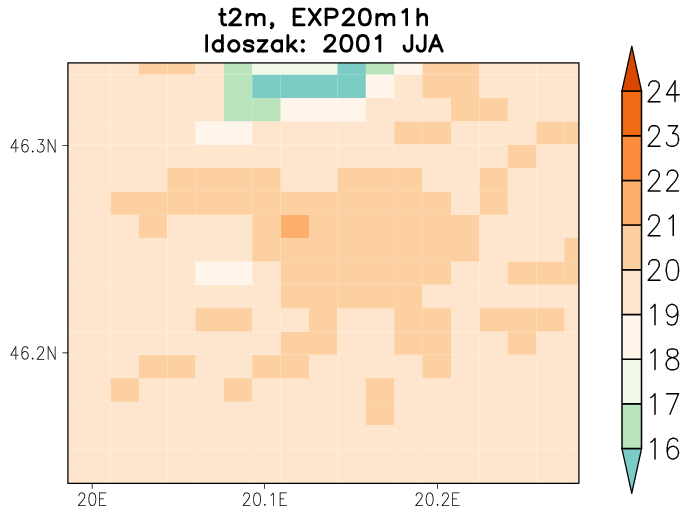 t2m, EXP20m1h
Idoszak: 2001 JJA
24
23
22
21
20
19
18
17
16
46.3N
46.2N
20E
20.1E
20.2E